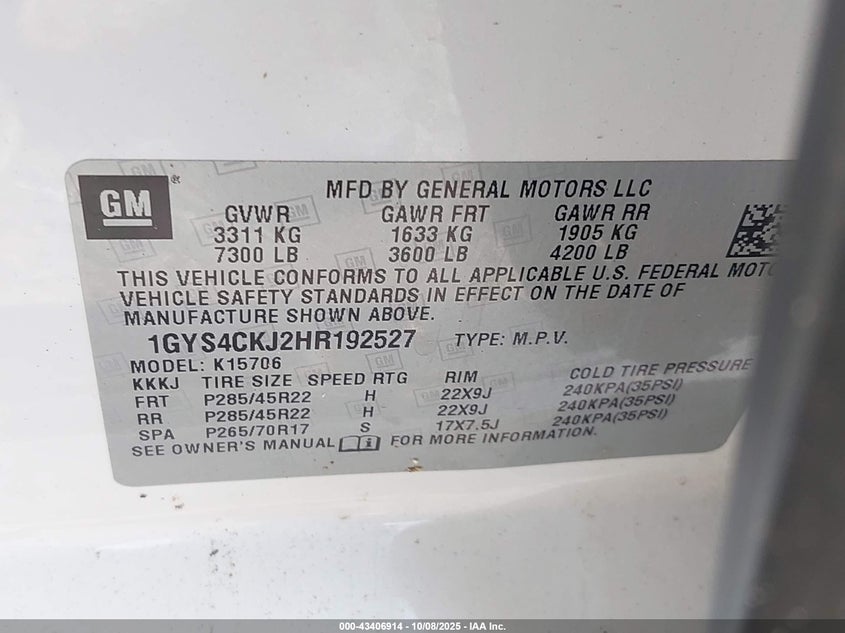 GM
MFD BY GENERAL MOTORS LLC
GVWR GAWR FRT GAWR RR
3311 KG 1633 KG 1905 KG
7300 LB 3600 LB 4200 LB
THIS VEHICLE CONFORMS TO ALL APPLICABLE U.S. FEDERAL MOTO
VEHICLE SAFETY STANDARDS IN EFFECT ON THE DATE OF
MANUFACTURE SHOWN ABOVE.
1GYS4CKJ2HR192527 TYPE: M.P.V.
MODEL: K15706
KKKJ TIRE SIZE SPEED RTG RIM COLD TIRE PRESSURE
FRT P285/45R22 H 22X9J 240KPA(35PSI)
RR P285/45R22 H 22X9J 240KPA(35PSI)
SPA P265/70R17 S 17X7.5J 240KPA(35PSI)
SEE OWNER'S MANUAL FOR MORE INFORMATION.
000-43406914 - 10/08/2025 - IAA Inc.